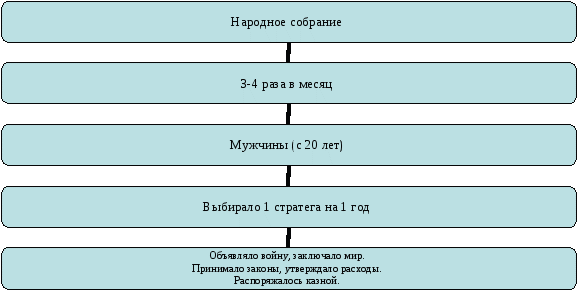 Народное собрание
3-4 раза в месяц
Мужчины (с 20 лет)
Выбирало 1 стратега на 1 год
Объявляло войну, заключало мир.
Принимало законы, утверждало расходы.
Распоряжалось казной.